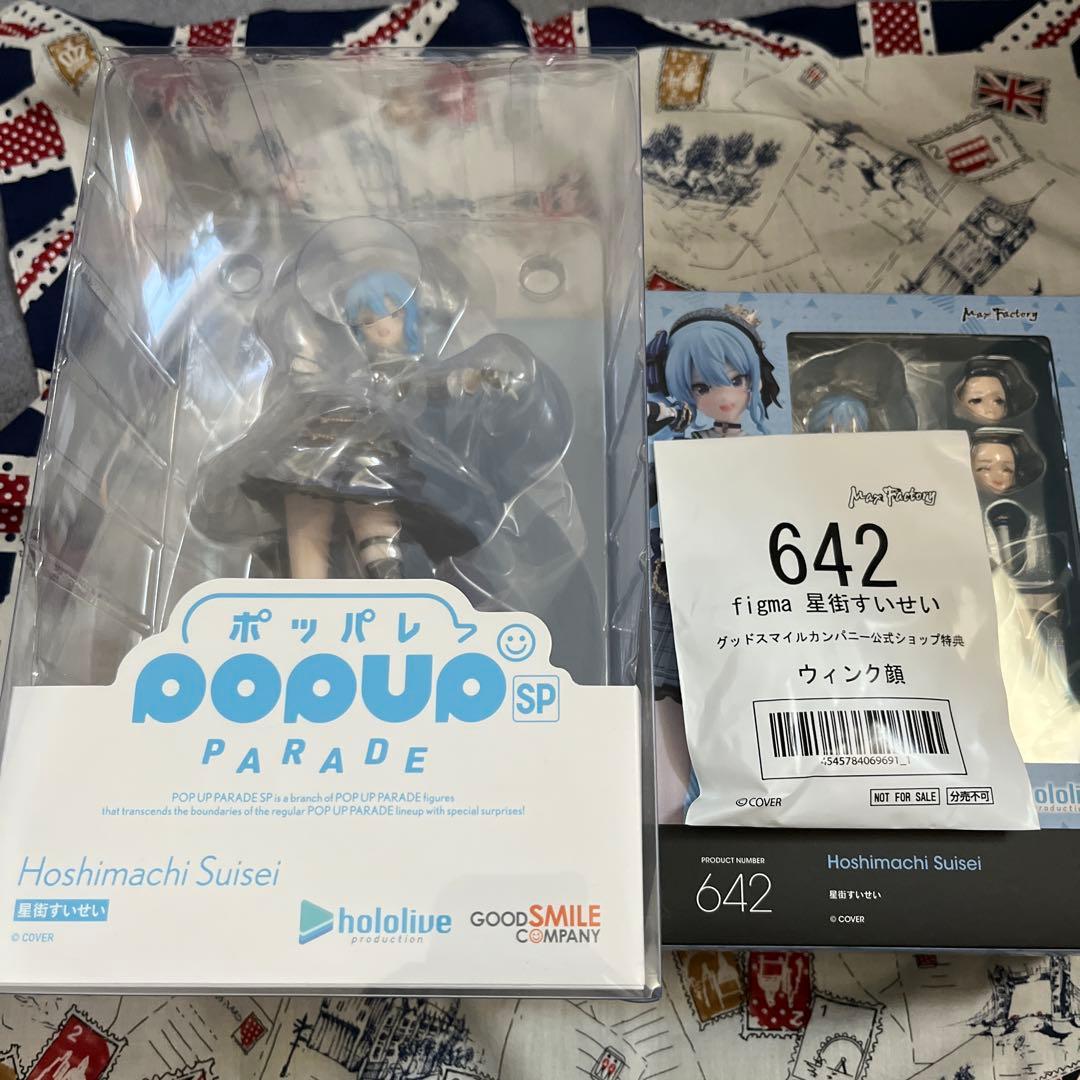 ポッパレ
POP UP SP
PARADE
POP UP PARADE SP is a branch of POP UP PARADE figures
that transcends the boundaries of the regular POP UP PARADE lineup with special surprises!
Hoshimachi Suisei
星街すいせい
© COVER
hololive
production
GOOD SMILE
COMPANY
Max Factory
Max Factory
642
figma 星街すいせい
グッドスマイルカンパニー公式ショップ特典
ウィンク顔
4545784069691_1
© COVER
NOT FOR SALE
分売不可
PRODUCT NUMBER
642
Hoshimachi Suisei
星街すいせい
© COVER